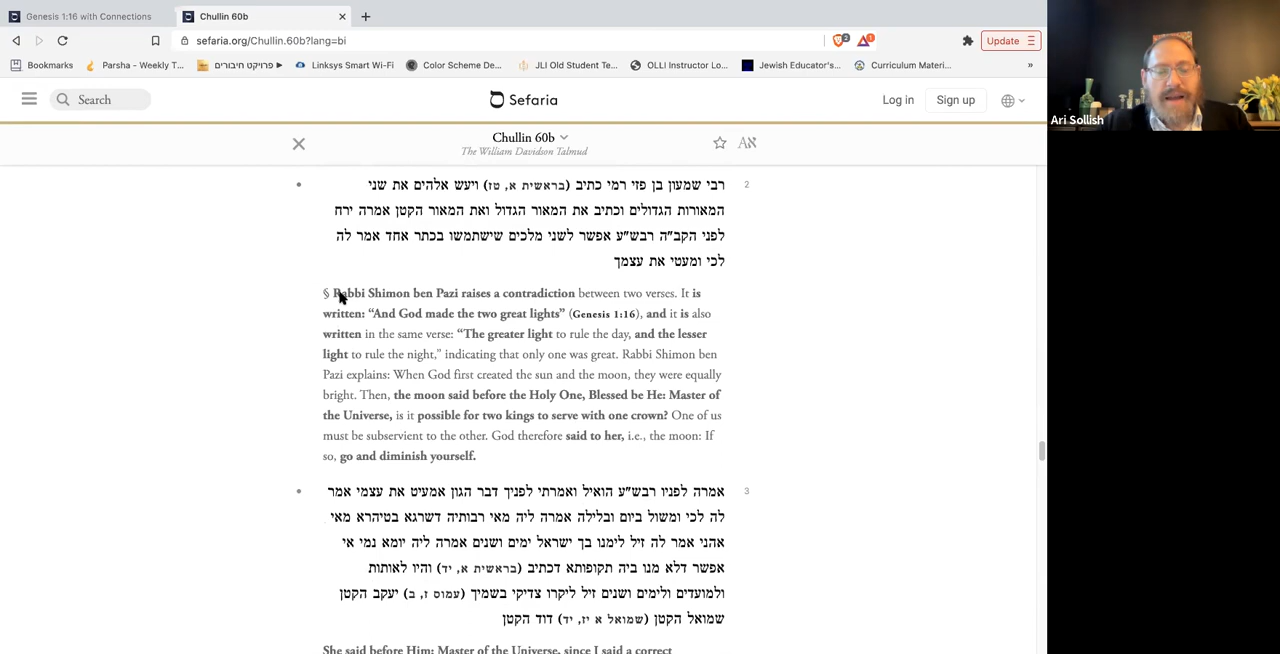 Genesis 1:16 with Connections
Chullin 60b
sefaria.org/Chullin.60b?lang=bi
Update
Bookmarks
Parsha - Weekly T...
פרויקט חיבורים
Linksys Smart Wi-Fi
Color Scheme De...
JLI Old Student Te...
OLLI Instructor Lo...
Jewish Educator's...
Curriculum Materi...
»
Search
Sefaria
Log in
Sign up
Chullin 60b
The William Davidson Talmud
אA
Ari Sollish
2
רבי שמעון בן פזי רמי כתיב (בראשית א, טז) ויעש אלהים את שני
המאורות הגדולים וכתיב את המאור הגדול ואת המאור הקטן אמרה ירח
לפני הקב"ה רבש"ע אפשר לשני מלכים שישתמשו בכתר אחד אמר לה
לכי ומעטי את עצמך
§ Rabbi Shimon ben Pazi raises a contradiction between two verses. It is
written: “And God made the two great lights” (Genesis 1:16), and it is also
written in the same verse: “The greater light to rule the day, and the lesser
light to rule the night,” indicating that only one was great. Rabbi Shimon ben
Pazi explains: When God first created the sun and the moon, they were equally
bright. Then, the moon said before the Holy One, Blessed be He: Master of
the Universe, is it possible for two kings to serve with one crown? One of us
must be subservient to the other. God therefore said to her, i.e., the moon: If
so, go and diminish yourself.
3
אמרה לפניו רבש"ע הואיל ואמרתי לפניך דבר הגון אמעיט את עצמי אמר
לה לכי ומשול ביום ובלילה אמרה ליה מאי רבותיה דשרגא בטיהרא מאי
אהני אמר לה זיל לימנו בך ישראל ימים ושנים אמרה ליה יומא נמי אי
אפשר דלא מנו ביה תקופותא דכתיב (בראשית א, יד) והיו לאותות
ולמועדים ולימים ושנים זיל ליקרו צדיקי בשמיך (עמוס ז, ב) יעקב הקטן
שמואל הקטן (שמואל א יז, יד) דוד הקטן
She said before Him: Master of the Universe, since I said a correct